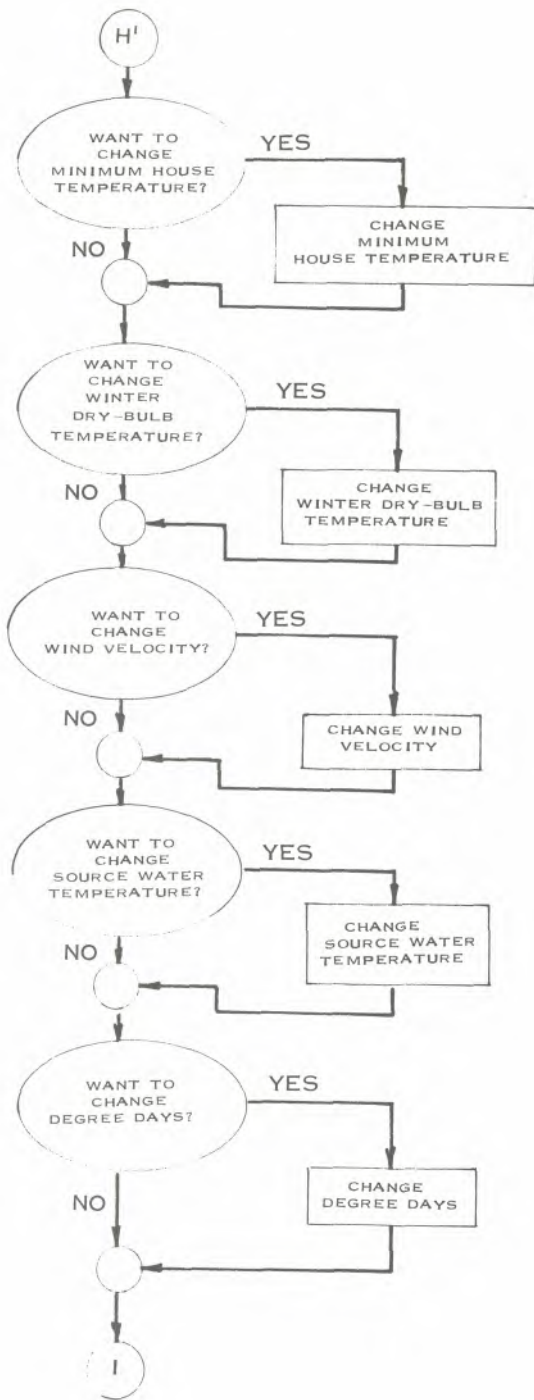 H'
WANT TO
CHANGE
MINIMUM HOUSE
TEMPERATURE?
YES
CHANGE
MINIMUM
HOUSE TEMPERATURE
NO
WANT TO
CHANGE
WINTER
DRY-BULB
TEMPERATURE?
YES
CHANGE
WINTER DRY-BULB
TEMPERATURE
NO
WANT TO
CHANGE
WIND VELOCITY?
YES
CHANGE WIND
VELOCITY
NO
WANT TO
CHANGE
SOURCE WATER
TEMPERATURE?
YES
CHANGE
SOURCE WATER
TEMPERATURE
NO
WANT TO
CHANGE
DEGREE DAYS?
YES
CHANGE
DEGREE DAYS
NO
I